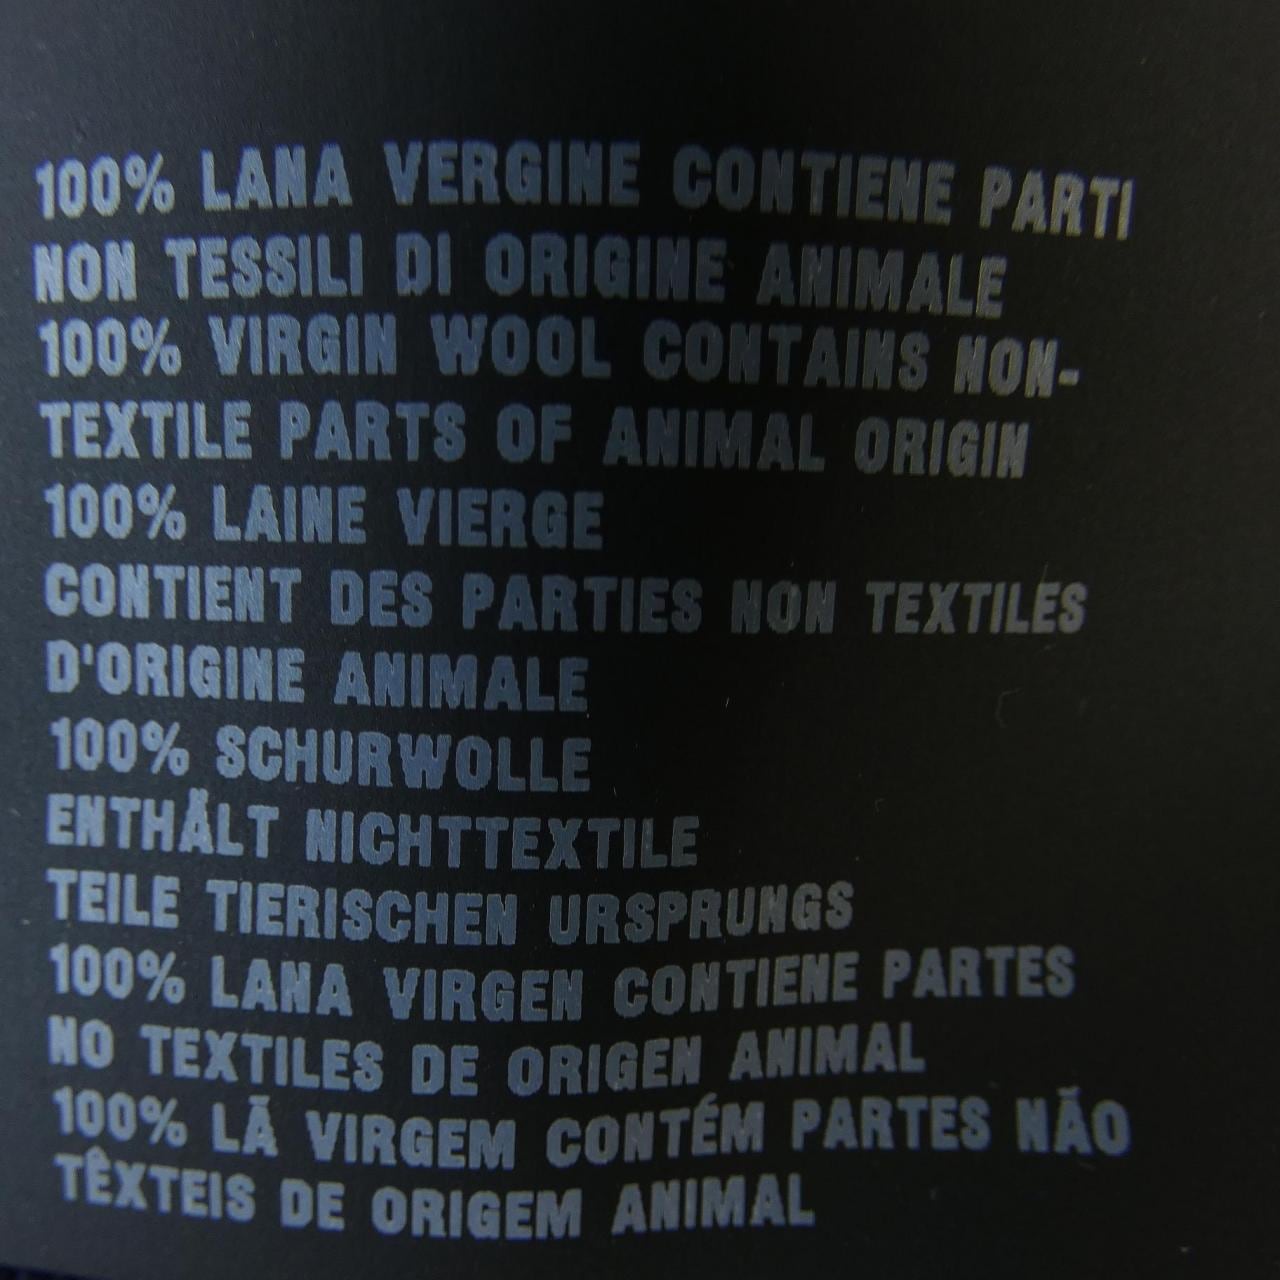 100% LANA VERGINE CONTIENE PARTI
NON TESSILI DI ORIGINE ANIMALE
100% VIRGIN WOOL CONTAINS NON-
TEXTILE PARTS OF ANIMAL ORIGIN
100% LAINE VIERGE
CONTIENT DES PARTIES NON TEXTILES
D'ORIGINE ANIMALE
100% SCHURWOLLE
ENTHÄLT NICHTTEXTILE
TEILE TIERISCHEN URSPRUNGS
100% LANA VIRGEN CONTIENE PARTES
NO TEXTILES DE ORIGEN ANIMAL
100% LÃ VIRGEM CONTÉM PARTES NÃO
TÊXTEIS DE ORIGEM ANIMAL